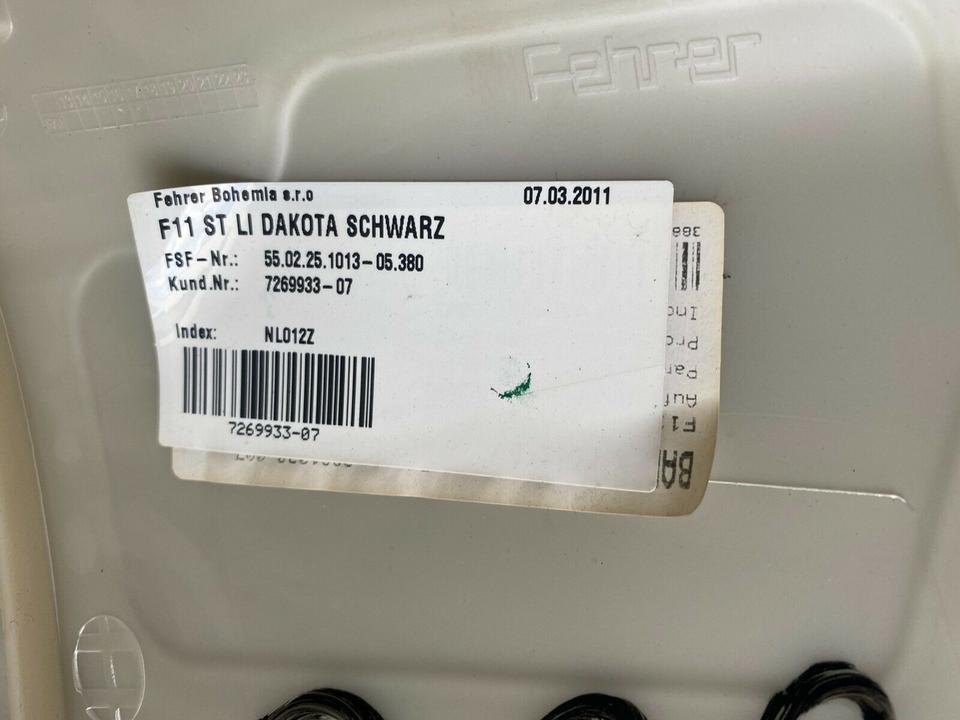 Fehrer
Fehrer Bohemia s.r.o
07.03.2011
F11 ST LI DAKOTA SCHWARZ
FSF-Nr.: 55.02.25.1013-05.380
Kund.Nr.: 7269933-07
Index: NL012Z
7269933-07
BA